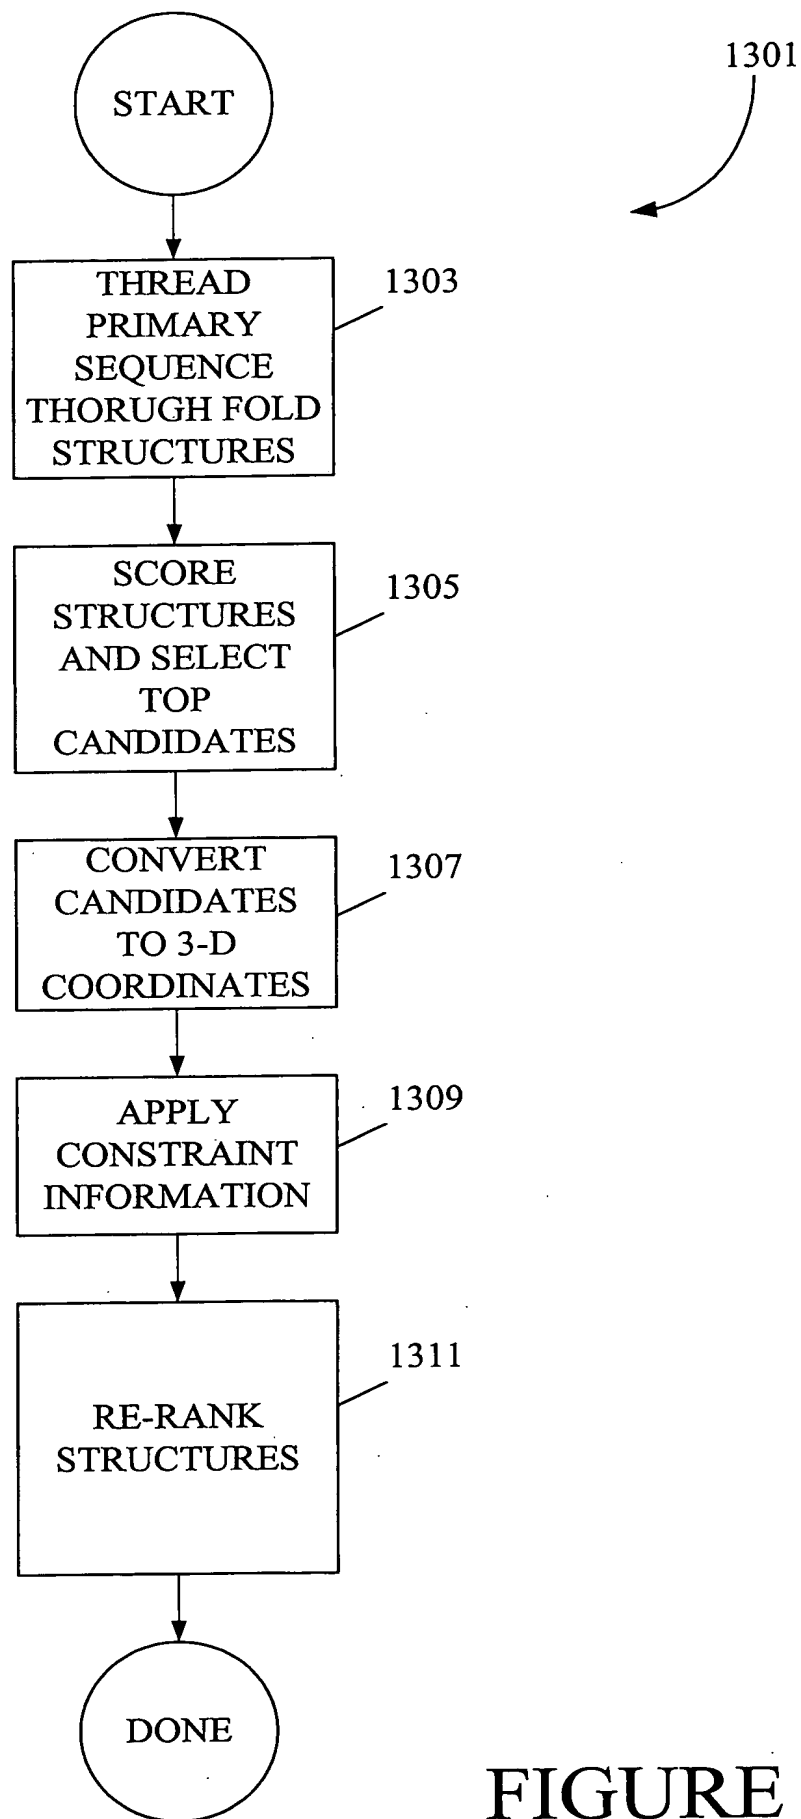 START
1301
THREAD
PRIMARY
SEQUENCE
THORUGH FOLD
STRUCTURES
1303
SCORE
STRUCTURES
AND SELECT
TOP
CANDIDATES
1305
CONVERT
CANDIDATES
TO 3-D
COORDINATES
1307
APPLY
CONSTRAINT
INFORMATION
1309
RE-RANK
STRUCTURES
1311
DONE
FIGURE